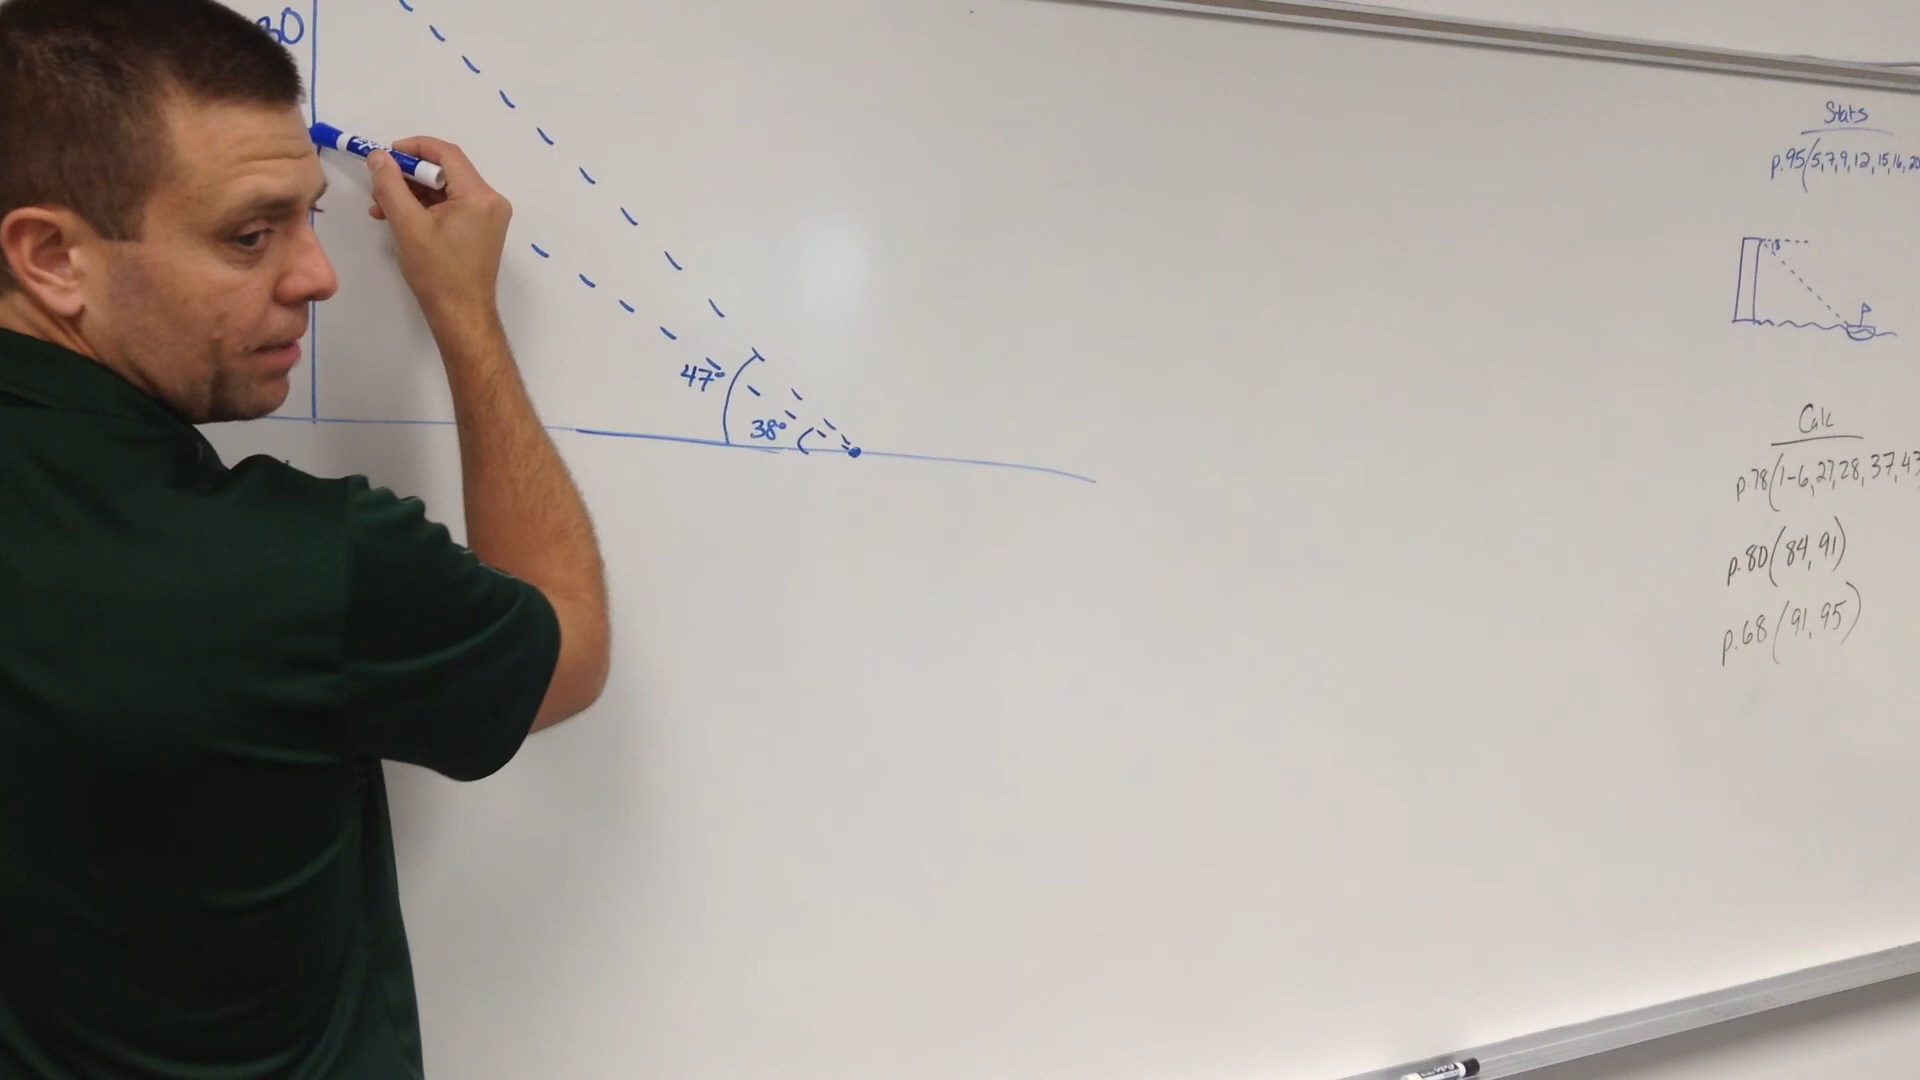 30
47°
38°
Stats
p.95(5,7,9,12,15,16,20
Calc
p.78(1-6,27,28,37,43
p.80(84,91)
p.68(91,95)